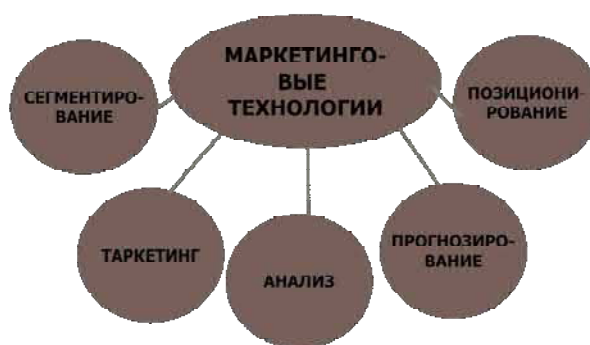 МАРКЕТИНГО-
ВЫЕ
ТЕХНОЛОГИИ
СЕГМЕНТИРО-
ВАНИЕ
ПОЗИЦИОНИ-
РОВАНИЕ
ТАРКЕТИНГ
АНАЛИЗ
ПРОГНОЗИРО-
ВАНИЕ